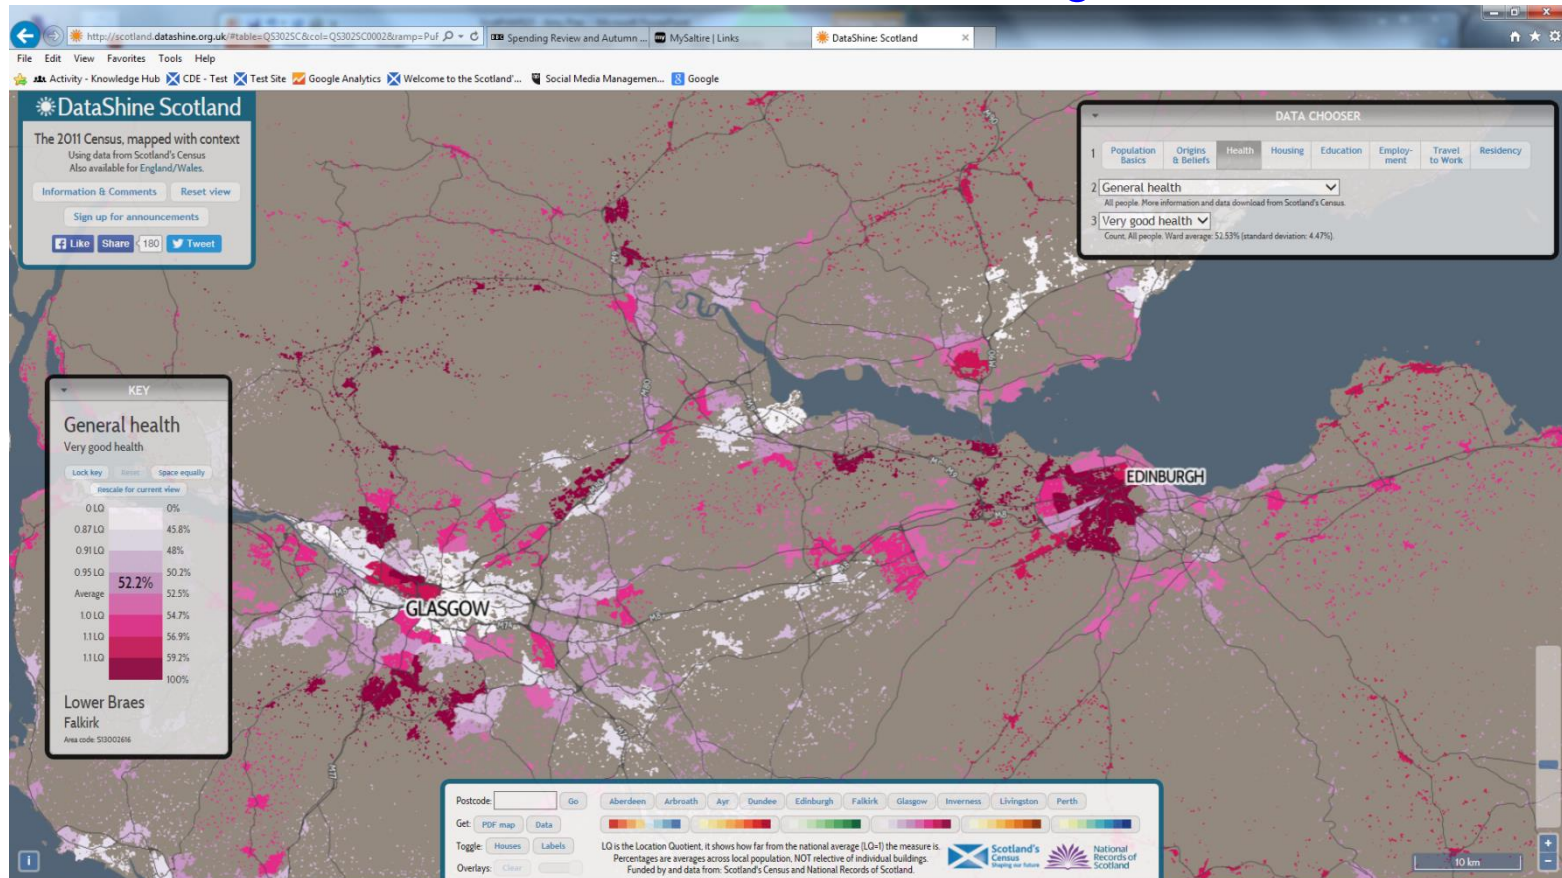 http://scotland.datashine.org.uk/#table=QS302SC&col=QS302SC0002&ramp=PuF
Spending Review and Autumn ...
MySaltire | Links
DataShine: Scotland
File Edit View Favorites Tools Help
Activity - Knowledge Hub CDE - Test Test Site Google Analytics Welcome to the Scotland'... Social Media Managemen... Google
DataShine Scotland
The 2011 Census, mapped with context
Using data from Scotland's Census
Also available for England/Wales.
Information & Comments Reset view
Sign up for announcements
Like Share 180 Tweet
DATA CHOOSER
1 Population Basics Origins & Beliefs Health Housing Education Employ-ment Travel to Work Residency
2 General health
All people. More information and data download from Scotland's Census.
3 Very good health
Count, All people. Ward average: 52.53% (standard deviation: 4.47%).
KEY
General health
Very good health
Lock key Reset Space equally
Rescale for current view
0 LQ 0%
0.87 LQ 45.8%
0.91 LQ 48%
0.95 LQ 50.2%
52.2%
Average 52.5%
1.0 LQ 54.7%
1.1 LQ 56.9%
1.1 LQ 59.2%
100%
Lower Braes
Falkirk
Area code: S13002616
EDINBURGH
GLASGOW
Postcode: Go Aberdeen Arbroath Ayr Dundee Edinburgh Falkirk Glasgow Inverness Livingston Perth
Get: PDF map Data
Toggle: Houses Labels
Overlays: Clear
LQ is the Location Quotient, it shows how far from the national average (LQ=1) the measure is.
Percentages are averages across local population, NOT relective of individual buildings.
Funded by and data from: Scotland's Census and National Records of Scotland.
Scotland's Census
Shaping our future
National Records of Scotland
10 km